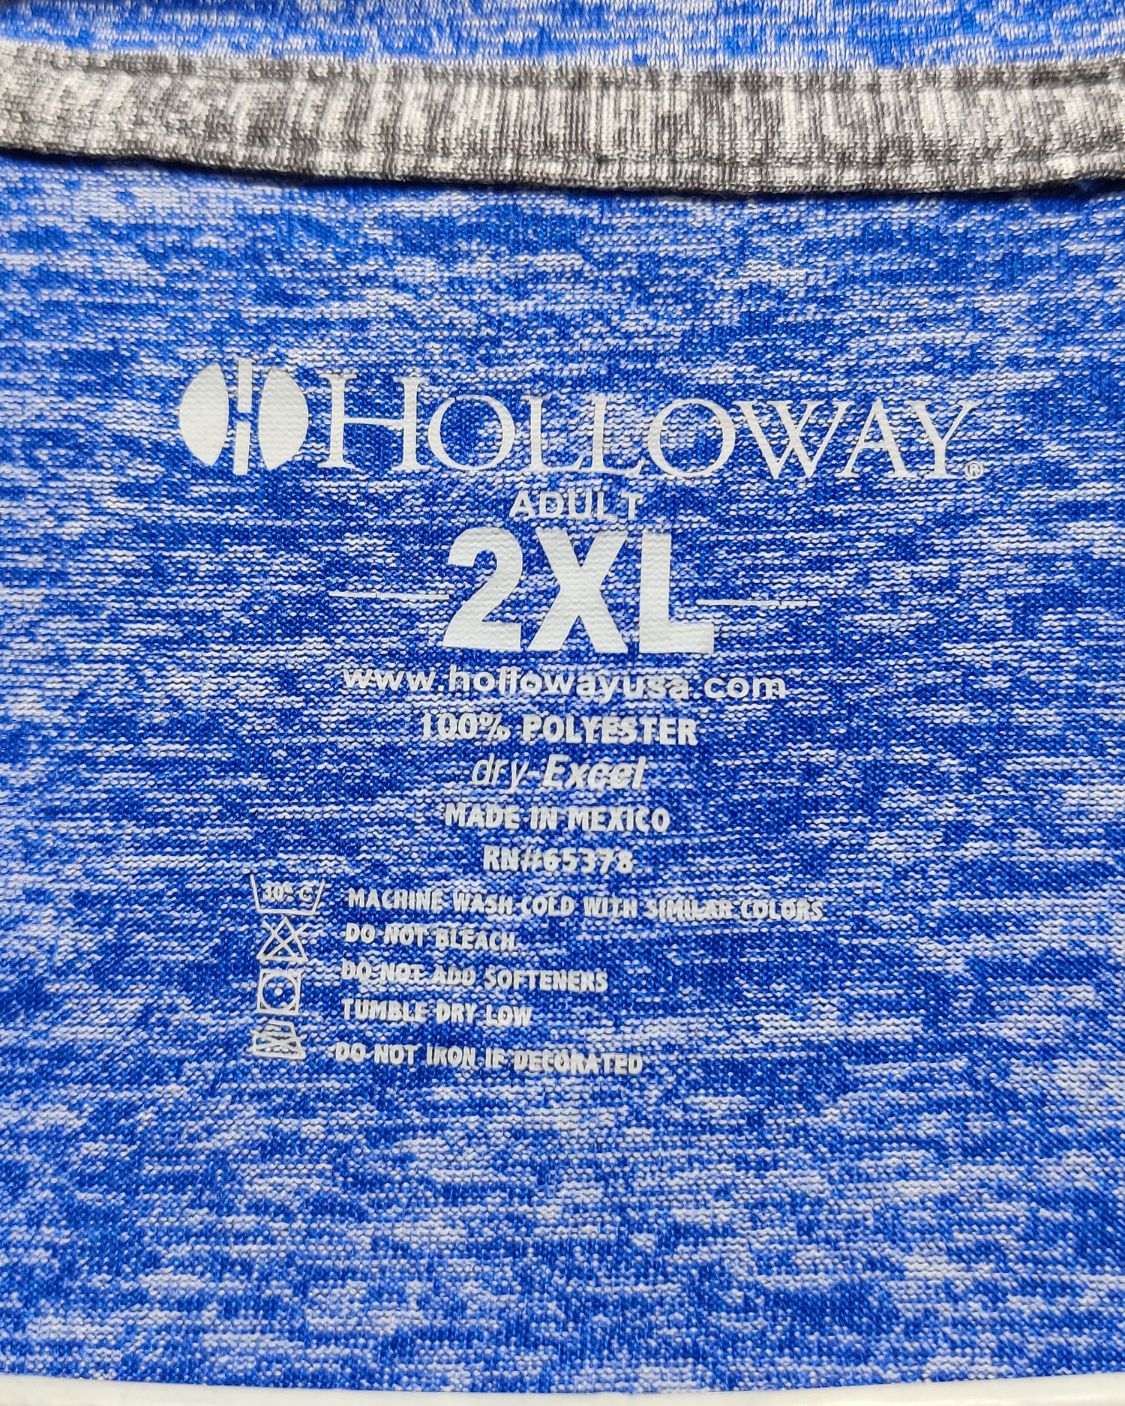 HOLLOWAY®
ADULT
2XL
www.hollowayusa.com
100% POLYESTER
dry-Excel
MADE IN MEXICO
RN#65378
30° C MACHINE WASH COLD WITH SIMILAR COLORS
DO NOT BLEACH
DO NOT ADD SOFTENERS
TUMBLE DRY LOW
DO NOT IRON IF DECORATED